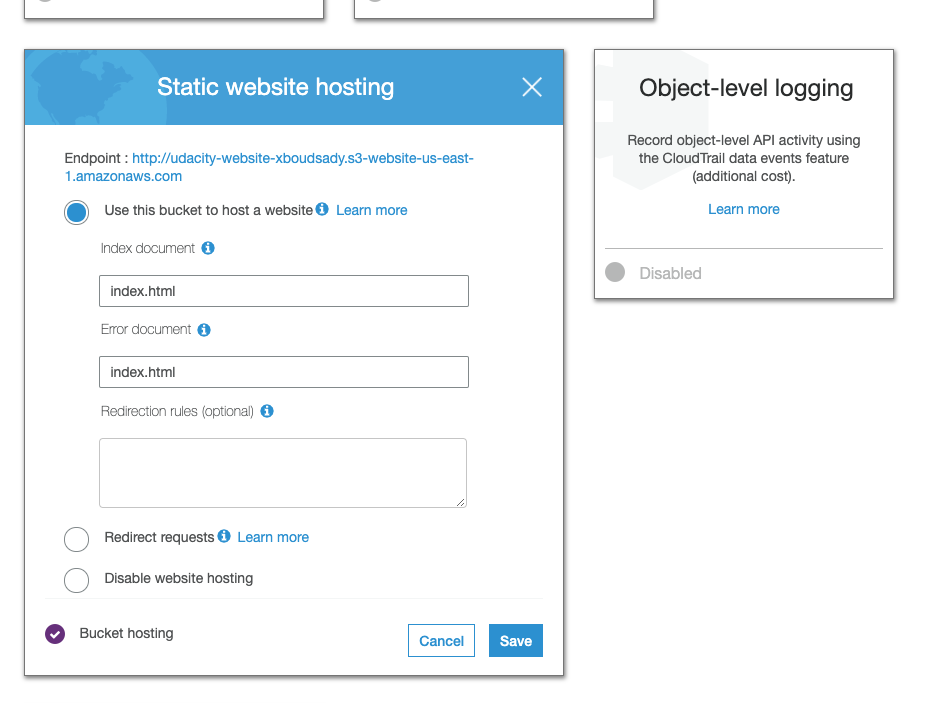 Static website hosting
Endpoint : http://udacity-website-xboudsady.s3-website-us-east-
1.amazonaws.com
Use this bucket to host a website Learn more
Index document
index.html
Error document
index.html
Redirection rules (optional)
Redirect requests Learn more
Disable website hosting
Bucket hosting
Cancel
Save
Object-level logging
Record object-level API activity using
the CloudTrail data events feature
(additional cost).
Learn more
Disabled